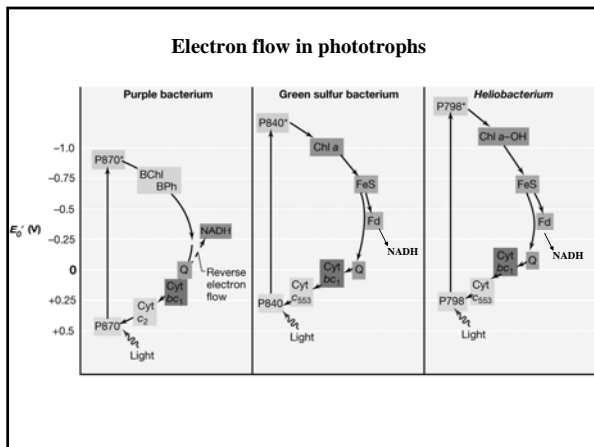 Electron flow in phototrophs
Purple bacterium
Green sulfur bacterium
Heliobacterium
E0′ (V)
–1.0
–0.75
–0.5
–0.25
0
+0.25
+0.5
P870*
BChl
BPh
NADH
Q
Reverse
electron
flow
Cyt
bc1
Cyt
c2
P870
Light
P840*
Chl a
FeS
Fd
NADH
Q
Cyt
bc1
Cyt
c553
P840
Light
P798*
Chl a–OH
FeS
Fd
NADH
Q
Cyt
bc1
Cyt
c553
P798
Light